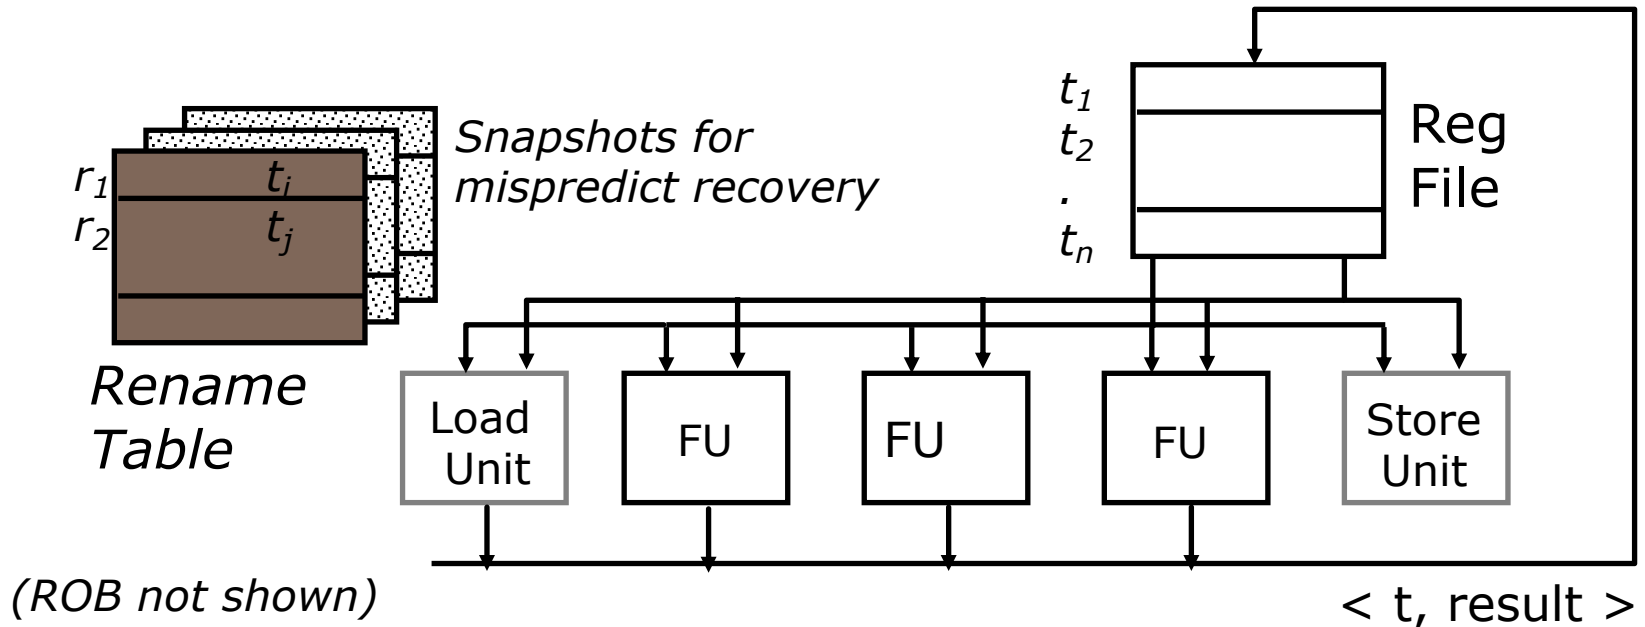 Snapshots for
mispredict recovery
r1 ti
r2 tj
Rename
Table
t1
t2
.
tn
Reg
File
Load
Unit
FU
FU
FU
Store
Unit
(ROB not shown)
< t, result >